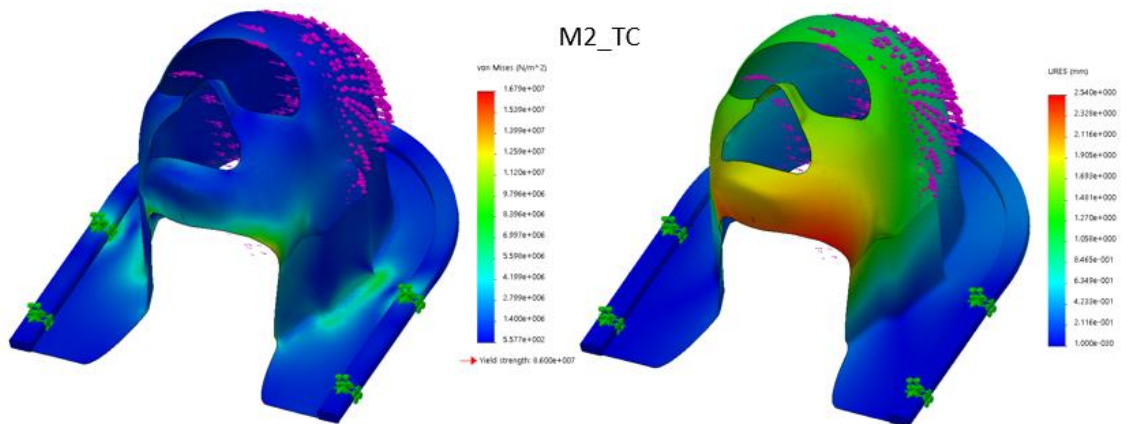 M2_TC
von Mises (N/m^2)
1.679e+007
1.539e+007
1.399e+007
1.259e+007
1.120e+007
9.796e+006
8.396e+006
6.997e+006
5.598e+006
4.199e+006
2.799e+006
1.400e+006
5.577e+002
Yield strength: 8.600e+007
URES (mm)
2.540e+000
2.328e+000
2.116e+000
1.905e+000
1.693e+000
1.481e+000
1.270e+000
1.058e+000
8.465e-001
6.349e-001
4.233e-001
2.116e-001
1.000e-030